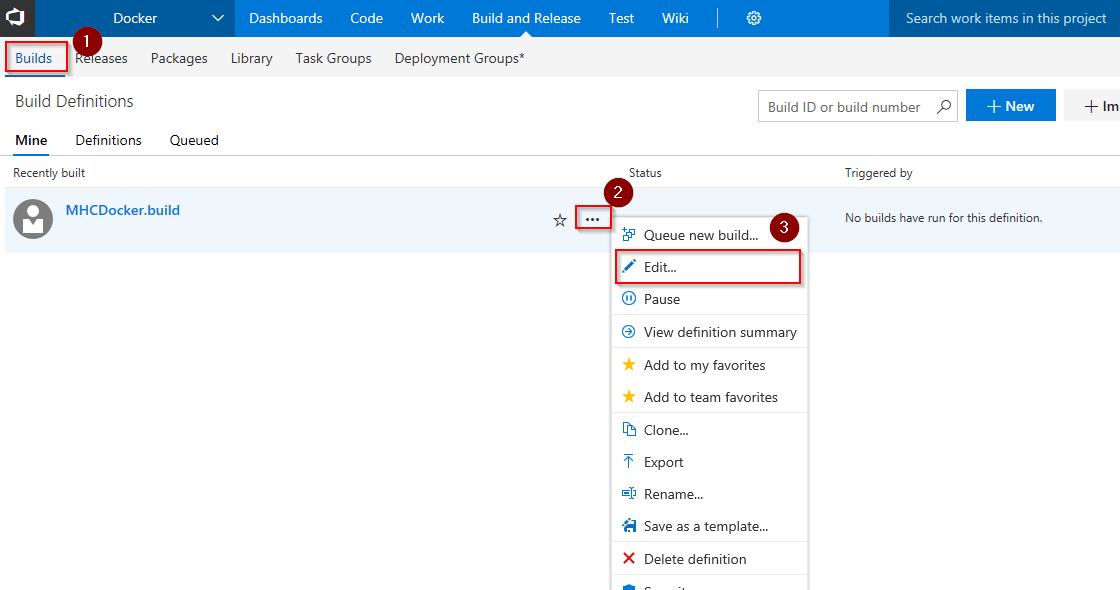 Docker Dashboards Code Work Build and Release Test Wiki Search work items in this project
1
Builds Releases Packages Library Task Groups Deployment Groups*
Build Definitions
Build ID or build number
New
Mine Definitions Queued
Recently built Status Triggered by
2
MHCDocker.build
... No builds have run for this definition.
3
Queue new build...
Edit...
Pause
View definition summary
Add to my favorites
Add to team favorites
Clone...
Export
Rename...
Save as a template...
Delete definition